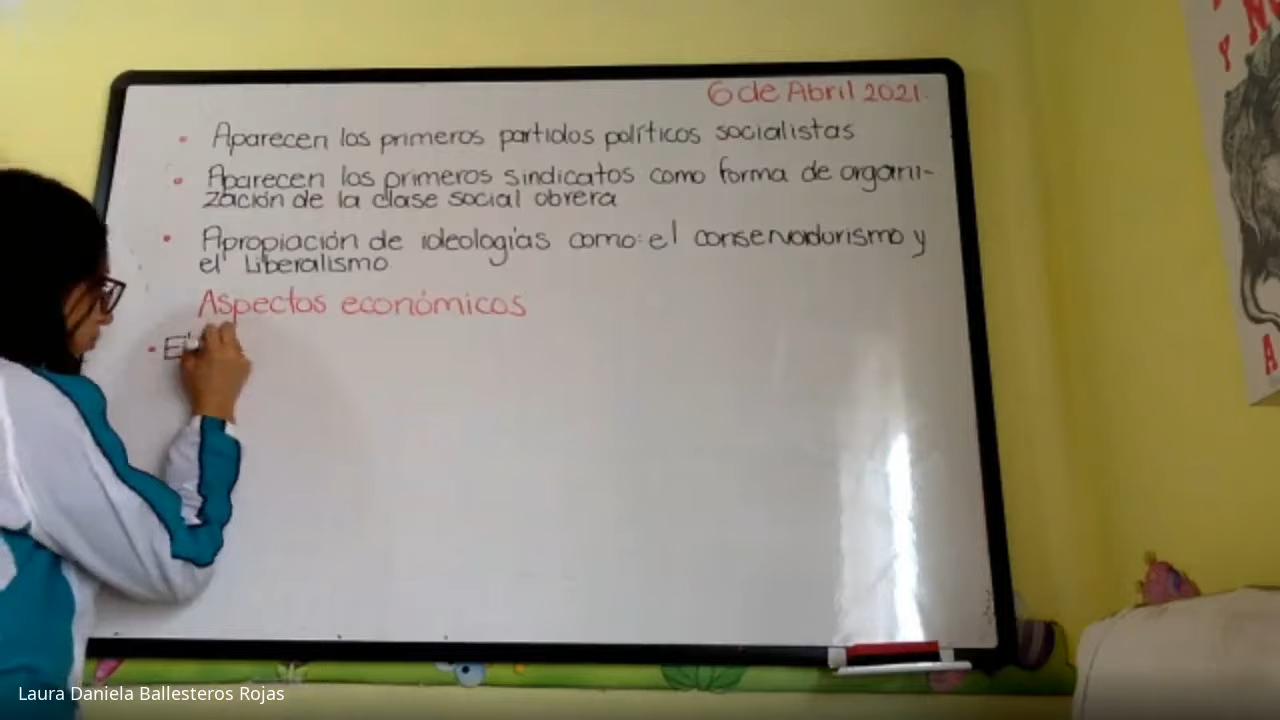 6 de Abril 2021.
• Aparecen los primeros partidos políticos socialistas
• Aparecen los primeros sindicatos como forma de organi-
zación de la clase social obrera
• Apropiación de ideologías como: el conservadurismo y
el Liberalismo
Aspectos económicos
• El
Y
A
Laura Daniela Ballesteros Rojas